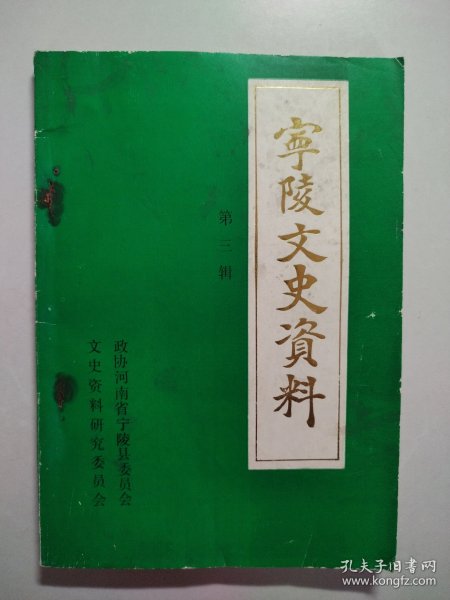 寧陵文史資料
第三辑
政协河南省宁陵县委员会
文史资料研究委员会
孔夫子旧书网
www.kongfz.com